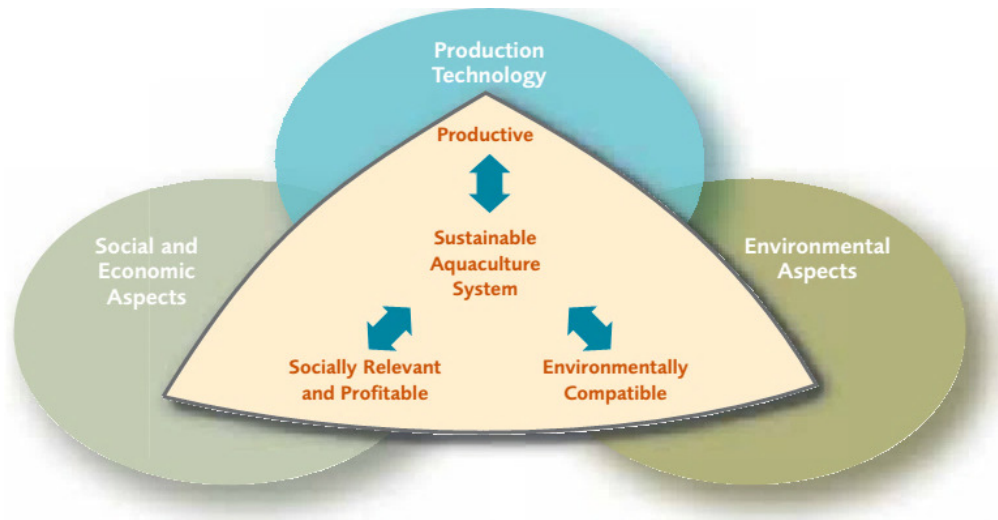 Production
Technology
Productive
Social and
Economic
Aspects
Sustainable
Aquaculture
System
Environmental
Aspects
Socially Relevant
and Profitable
Environmentally
Compatible